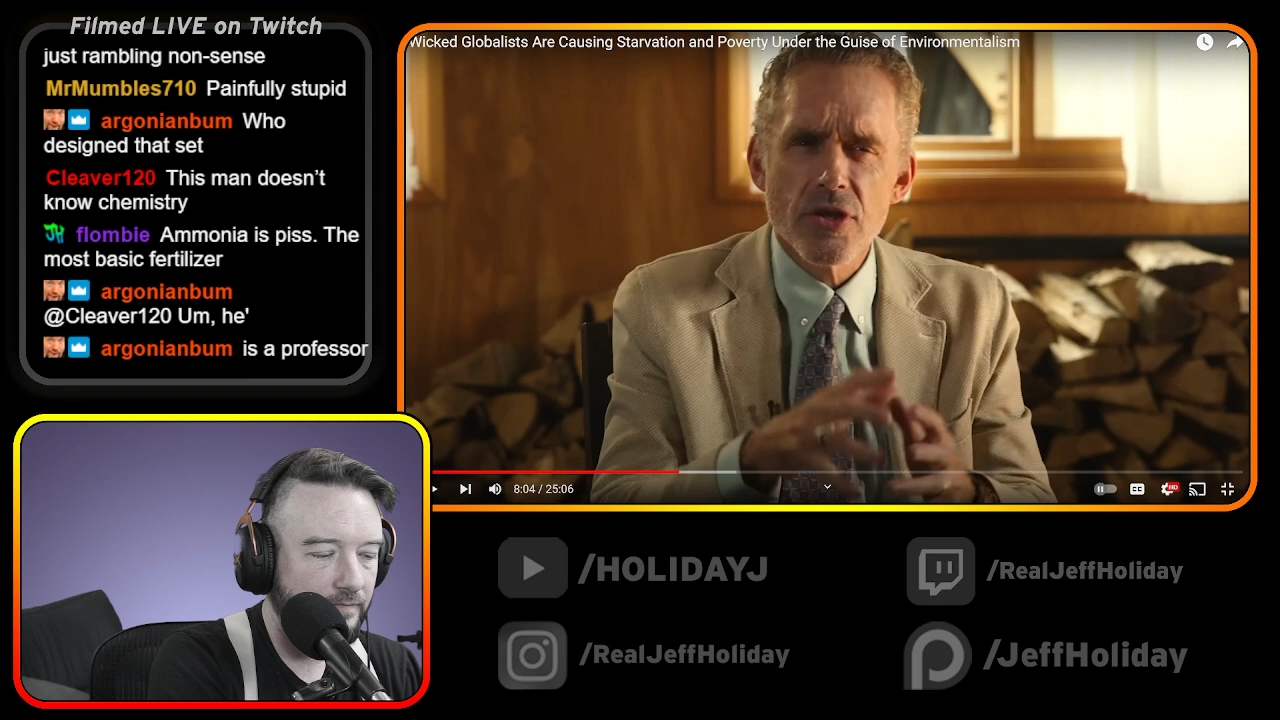 Filmed LIVE on Twitch
just rambling non-sense
MrMumbles710 Painfully stupid
argonianbum Who
designed that set
Cleaver120 This man doesn't
know chemistry
flombie Ammonia is piss. The
most basic fertilizer
argonianbum
@Cleaver120 Um, he'
argonianbum is a professor
Wicked Globalists Are Causing Starvation and Poverty Under the Guise of Environmentalism
8:04 / 25:06
CC
HD
/HOLIDAYJ
/RealJeffHoliday
/RealJeffHoliday
/JeffHoliday